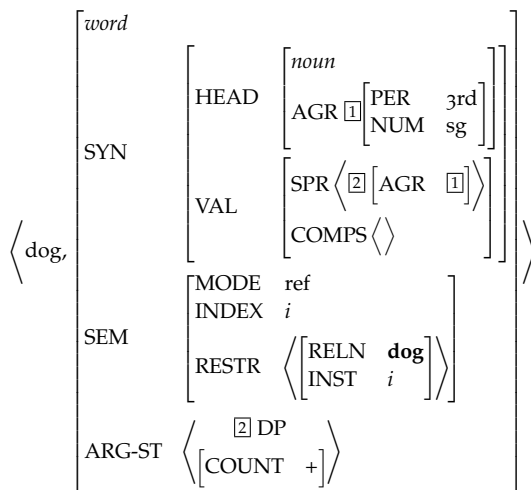 word
noun
HEAD
AGR 1 PER 3rd
NUM sg
SYN
SPR ⟨ 2 [AGR 1] ⟩
VAL
COMPS ⟨⟩
⟨dog,
MODE ref
INDEX i
SEM
RELN dog
RESTR
INST i
2 DP
ARG-ST
[COUNT +]